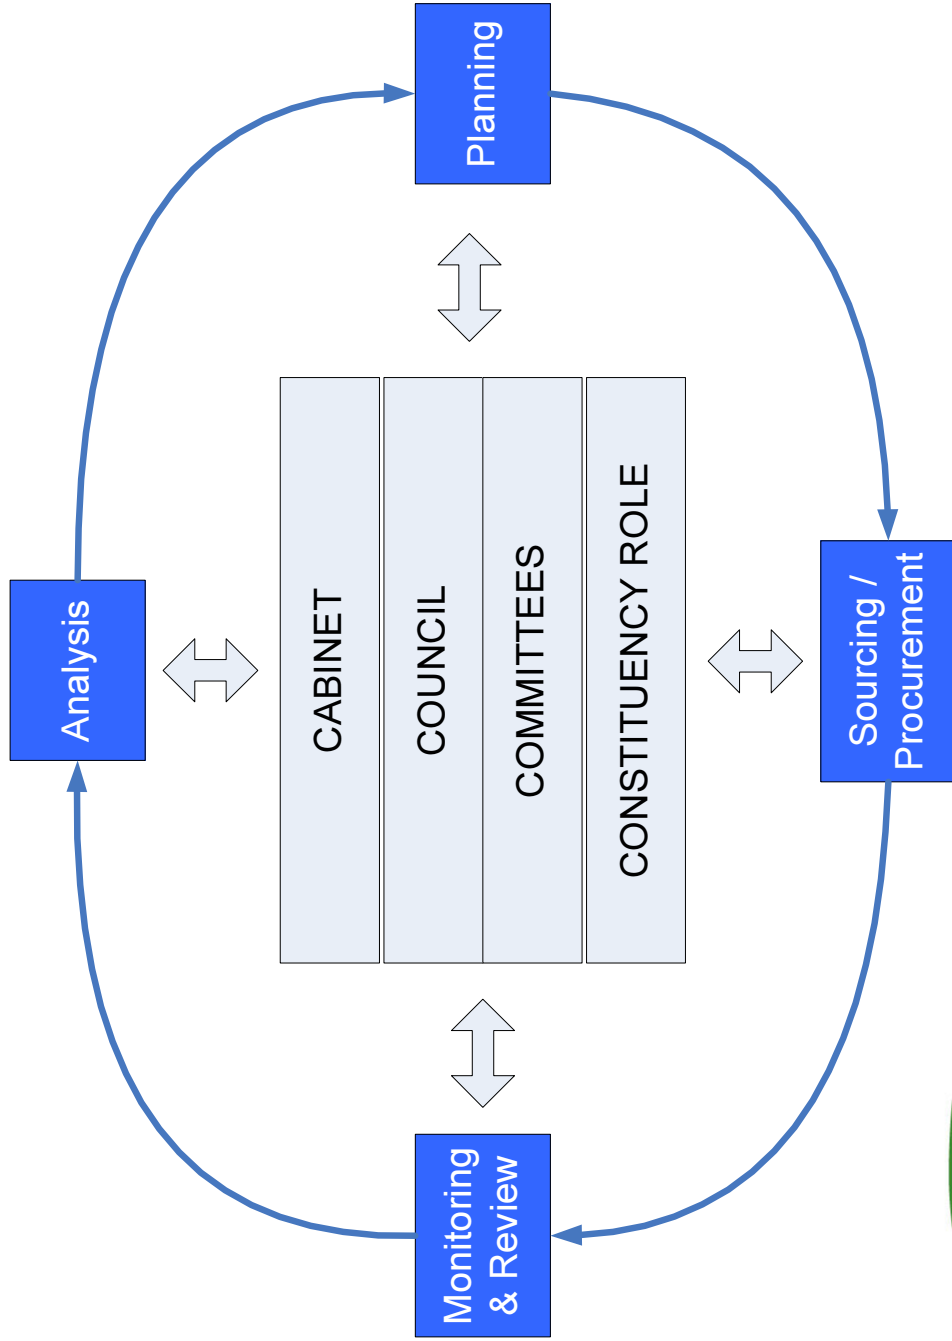 Analysis
Planning
CABINET
COUNCIL
COMMITTEES
CONSTITUENCY ROLE
Monitoring
& Review
Sourcing /
Procurement